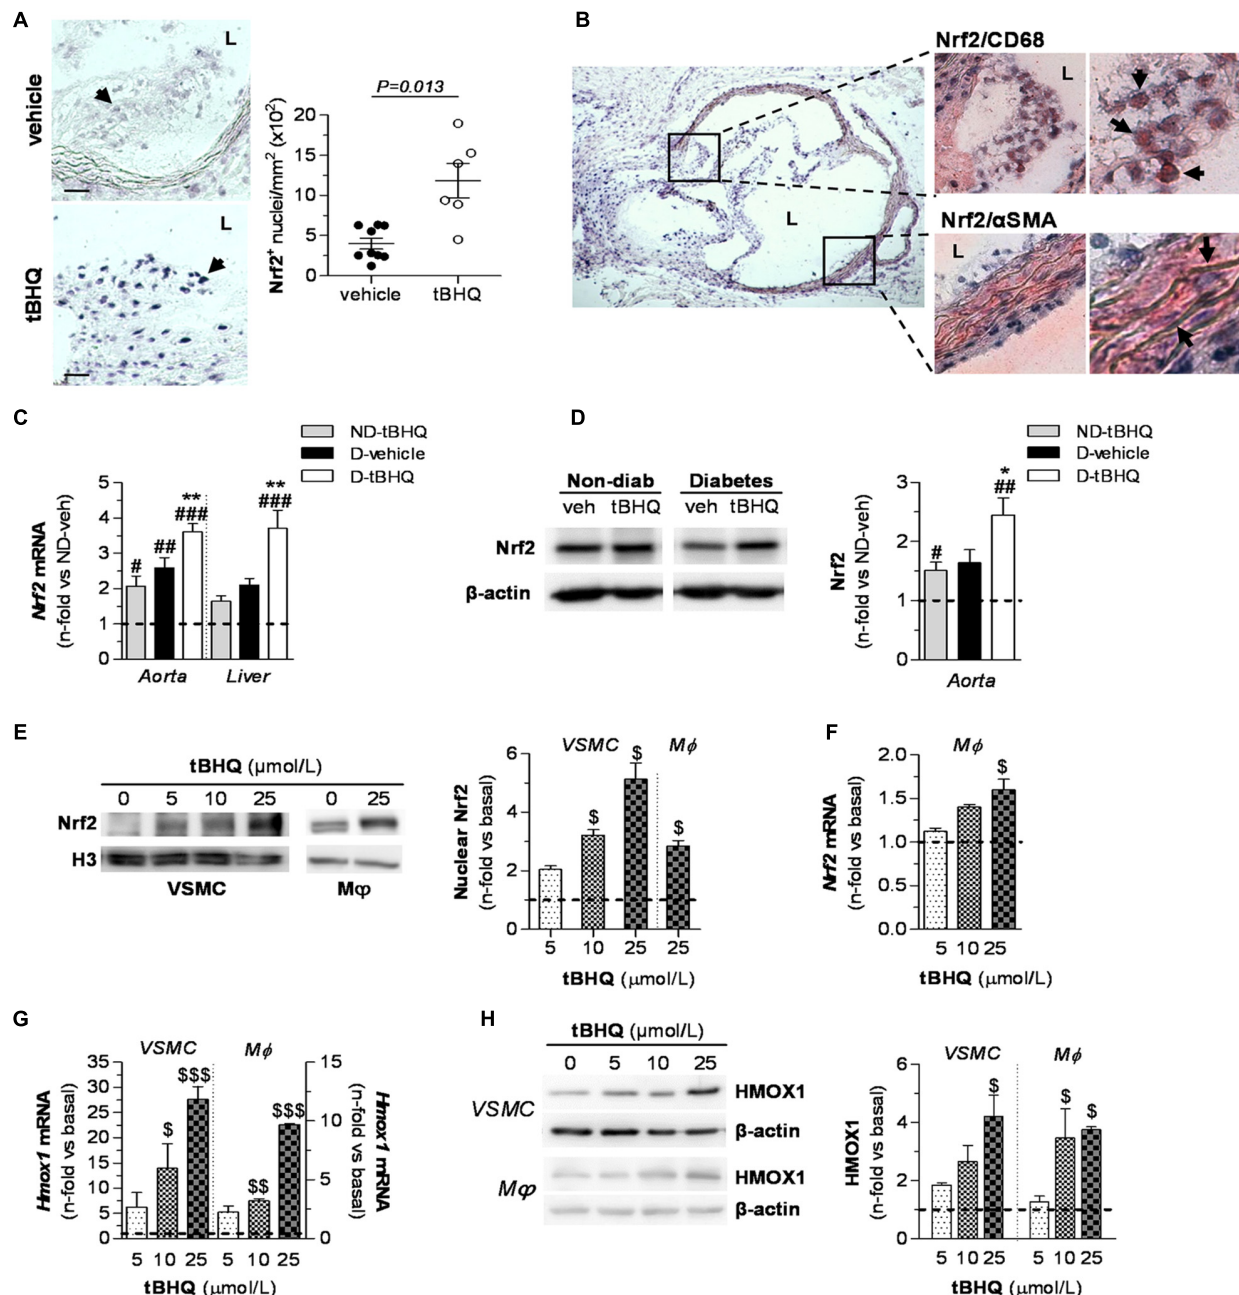 A
B
vehicle
L
tBHQ
L
P=0.013
Nrf2⁺ nuclei/mm² (x10²)
20
15
10
5
0
vehicle
tBHQ
L
Nrf2/CD68
L
Nrf2/αSMA
L
C
ND-tBHQ
D-vehicle
D-tBHQ
Nrf2 mRNA
(n-fold vs ND-veh)
5
4
3
2
1
0
#
##
**
###
**
###
Aorta
Liver
D
Non-diab
Diabetes
veh
tBHQ
veh
tBHQ
Nrf2
β-actin
ND-tBHQ
D-vehicle
D-tBHQ
Nrf2
(n-fold vs ND-veh)
3
2
1
0
#
*
##
Aorta
E
tBHQ (μmol/L)
0 5 10 25
0 25
Nrf2
H3
VSMC
Mφ
Nuclear Nrf2
(n-fold vs basal)
6
4
2
0
VSMC
Mϕ
$
$
$
5 10 25 25
tBHQ (μmol/L)
F
Nrf2 mRNA
(n-fold vs basal)
2.0
1.5
1.0
0.5
0.0
Mϕ
$
5 10 25
tBHQ (μmol/L)
G
Hmox1 mRNA
(n-fold vs basal)
35
30
25
20
15
10
5
0
VSMC
Mϕ
$
$$$
$$
$$$
15
10
5
0
Hmox1 mRNA
(n-fold vs basal)
5 10 25 5 10 25
tBHQ (μmol/L)
H
tBHQ (μmol/L)
0 5 10 25
VSMC
HMOX1
β-actin
Mφ
HMOX1
β-actin
HMOX1
(n-fold vs basal)
6
4
2
0
VSMC
Mϕ
$
$
$
5 10 25 5 10 25
tBHQ (μmol/L)